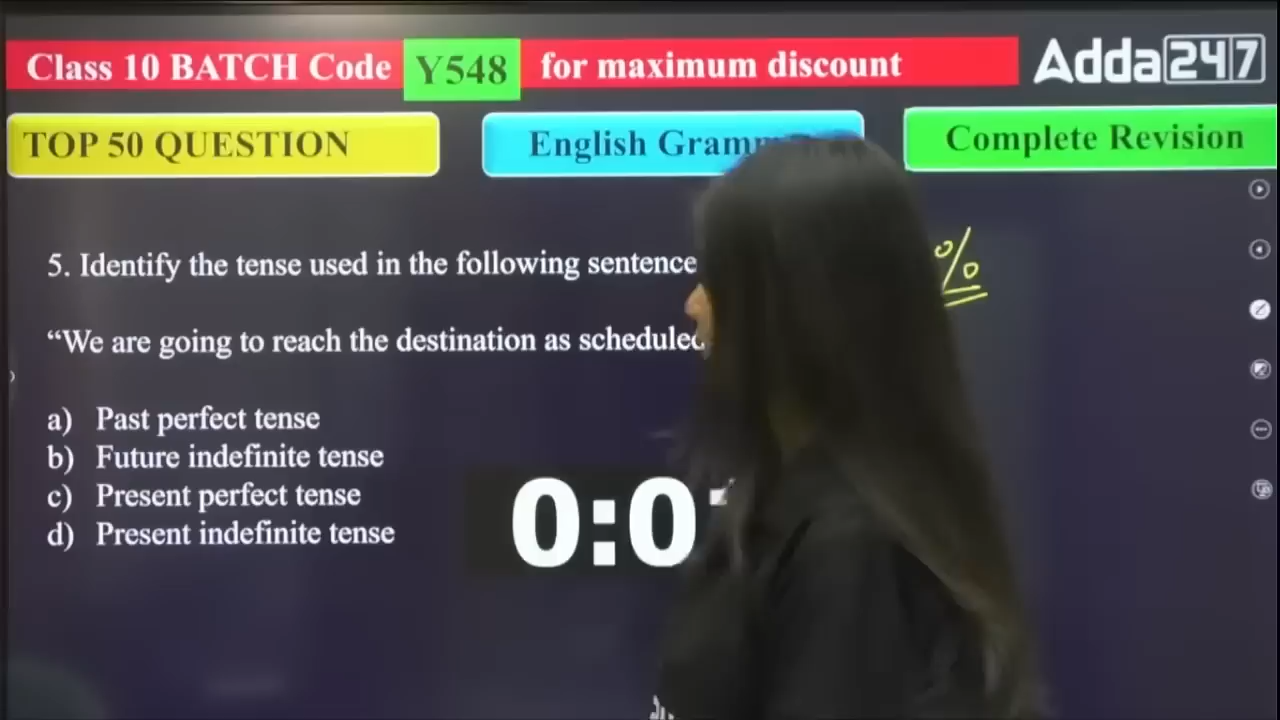 Class 10 BATCH Code Y548 for maximum discount
Adda247
TOP 50 QUESTION
English
Complete Revision
%
5. Identify the tense used in the following sentence
“We are going to reach the destination as scheduled
a) Past perfect tense
b) Future indefinite tense
c) Present perfect tense
d) Present indefinite tense
0:0